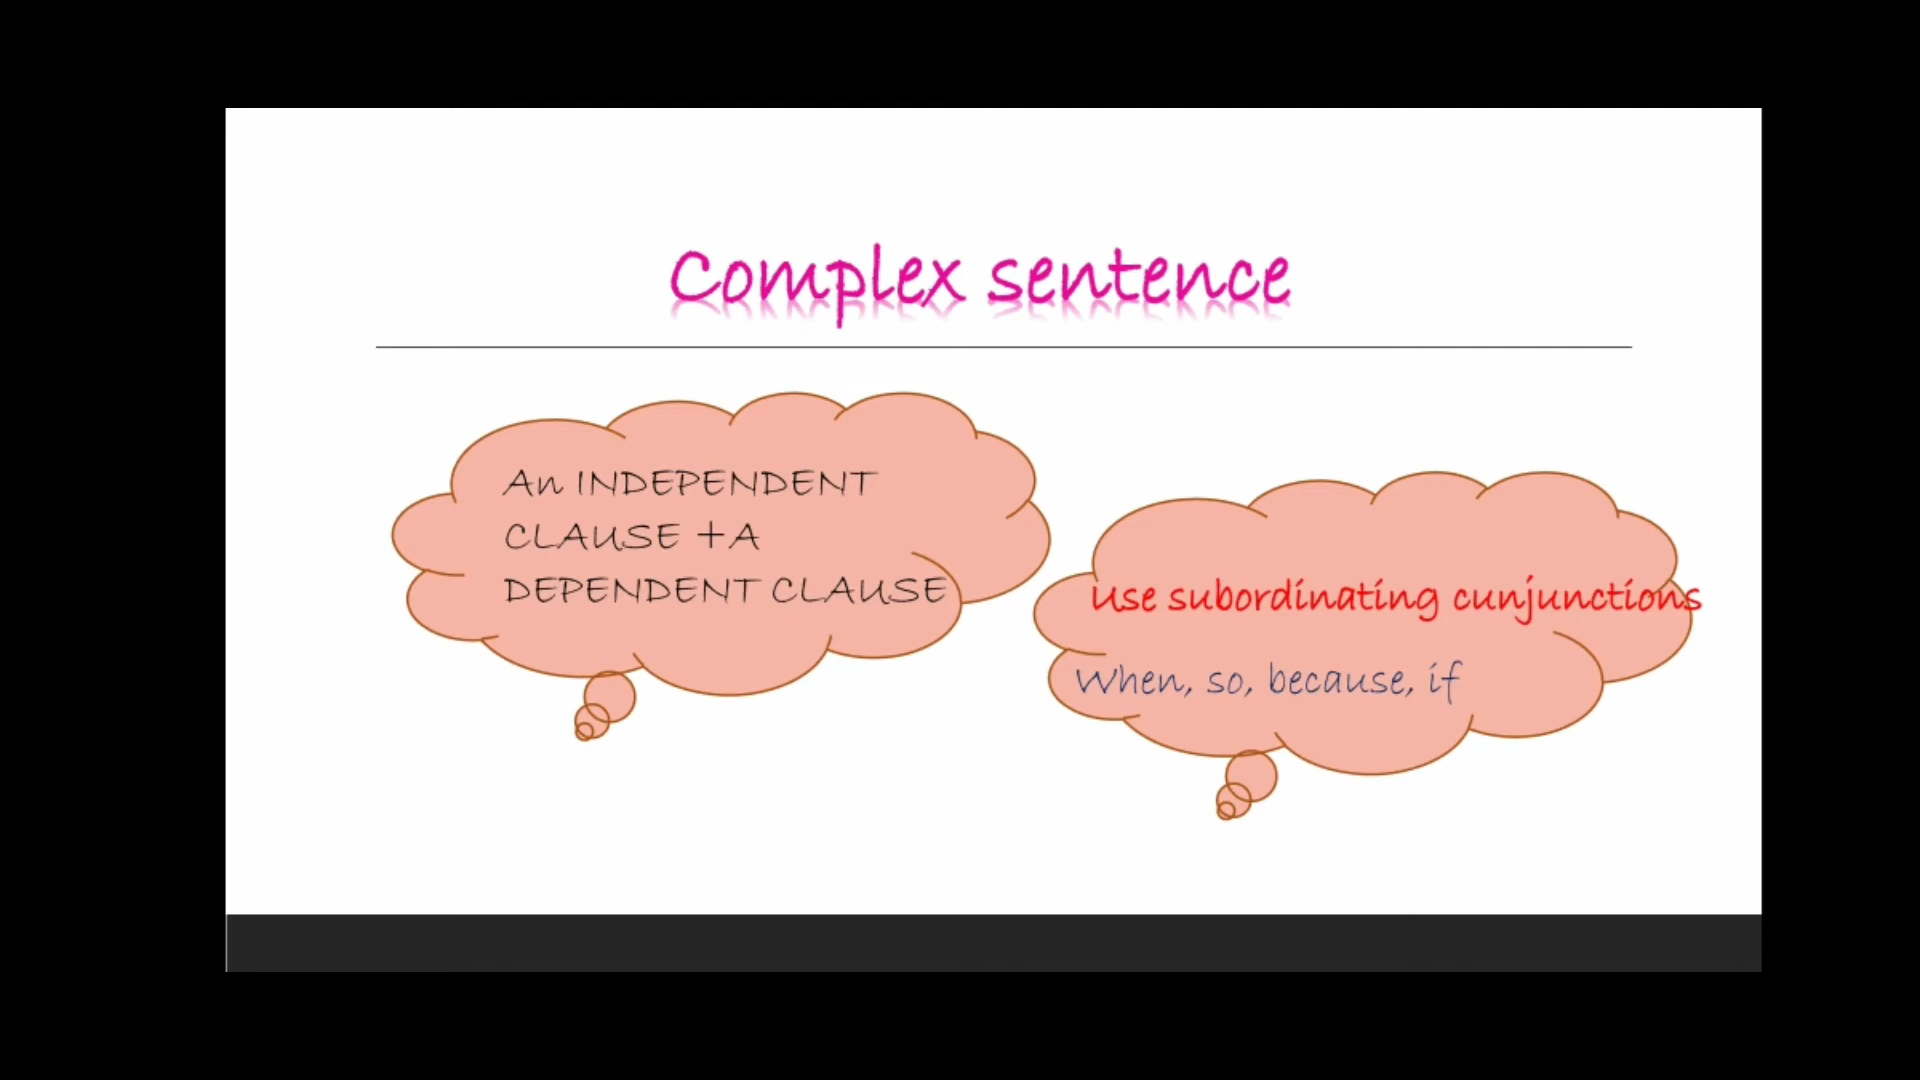 Complex sentence
An INDEPENDENT
CLAUSE +A
DEPENDENT CLAUSE
Use subordinating cunjunctions
When, so, because, if